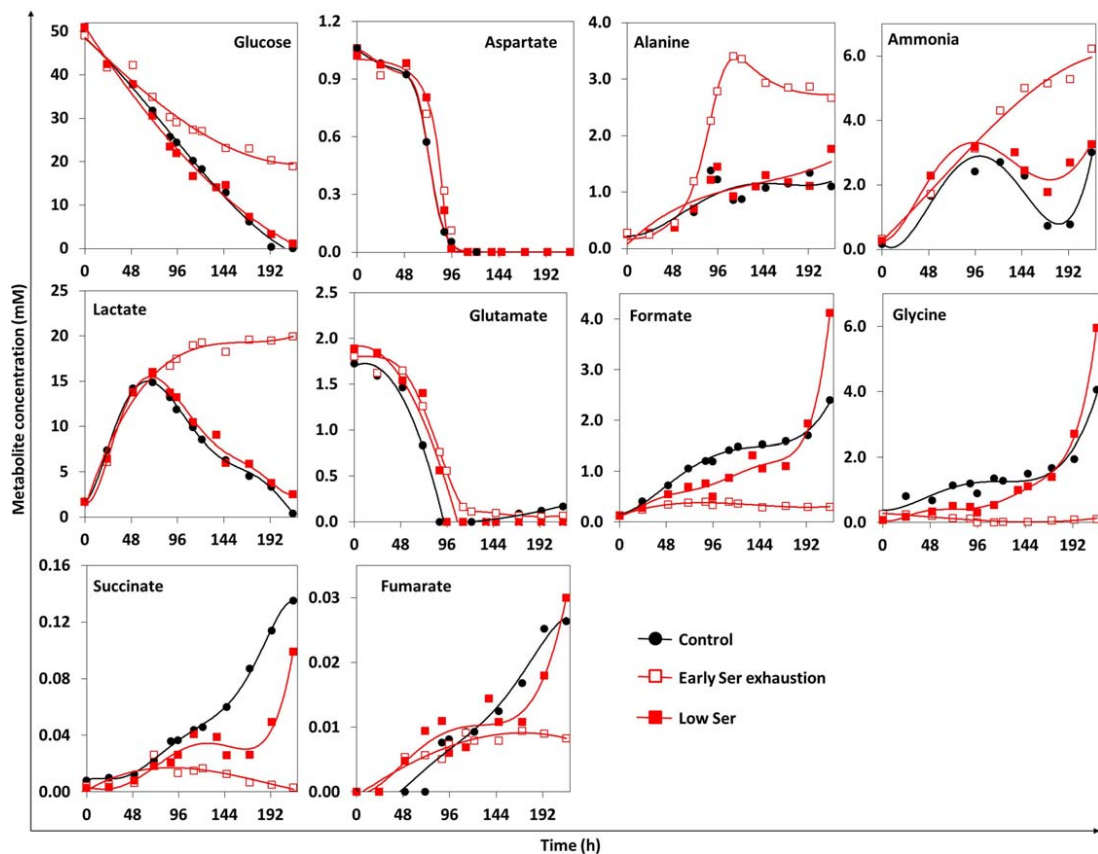 Glucose
50
40
30
20
10
0
0 48 96 144 192
Aspartate
1.2
0.9
0.6
0.3
0.0
0 48 96 144 192
Alanine
4.0
3.0
2.0
1.0
0.0
0 48 96 144 192
Ammonia
6.0
4.0
2.0
0.0
0 48 96 144 192
Metabolite concentration (mM)
Lactate
25
20
15
10
5
0
0 48 96 144 192
Glutamate
2.5
2.0
1.5
1.0
0.5
0.0
0 48 96 144 192
Formate
4.0
3.0
2.0
1.0
0.0
0 48 96 144 192
Glycine
6.0
4.0
2.0
0.0
0 48 96 144 192
Succinate
0.16
0.12
0.08
0.04
0.00
0 48 96 144 192
Fumarate
0.03
0.02
0.01
0.00
0 48 96 144 192
Control
Early Ser exhaustion
Low Ser
Time (h)